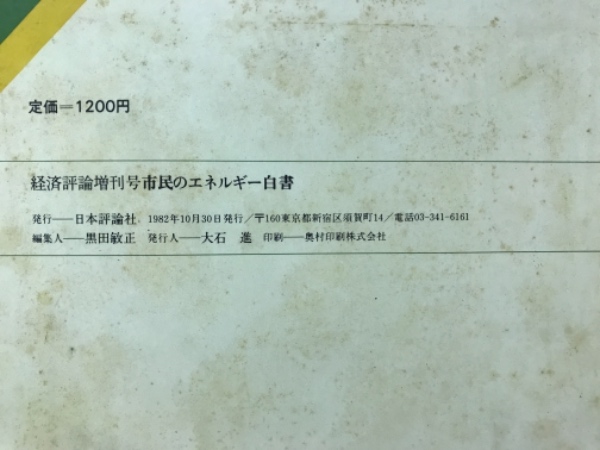 定価=1200円
経済評論増刊号市民のエネルギー白書
発行──日本評論社 1982年10月30日発行/〒160東京都新宿区須賀町14/電話03-341-6161
編集人──黒田敏正 発行人──大石 進 印刷──奥村印刷株式会社